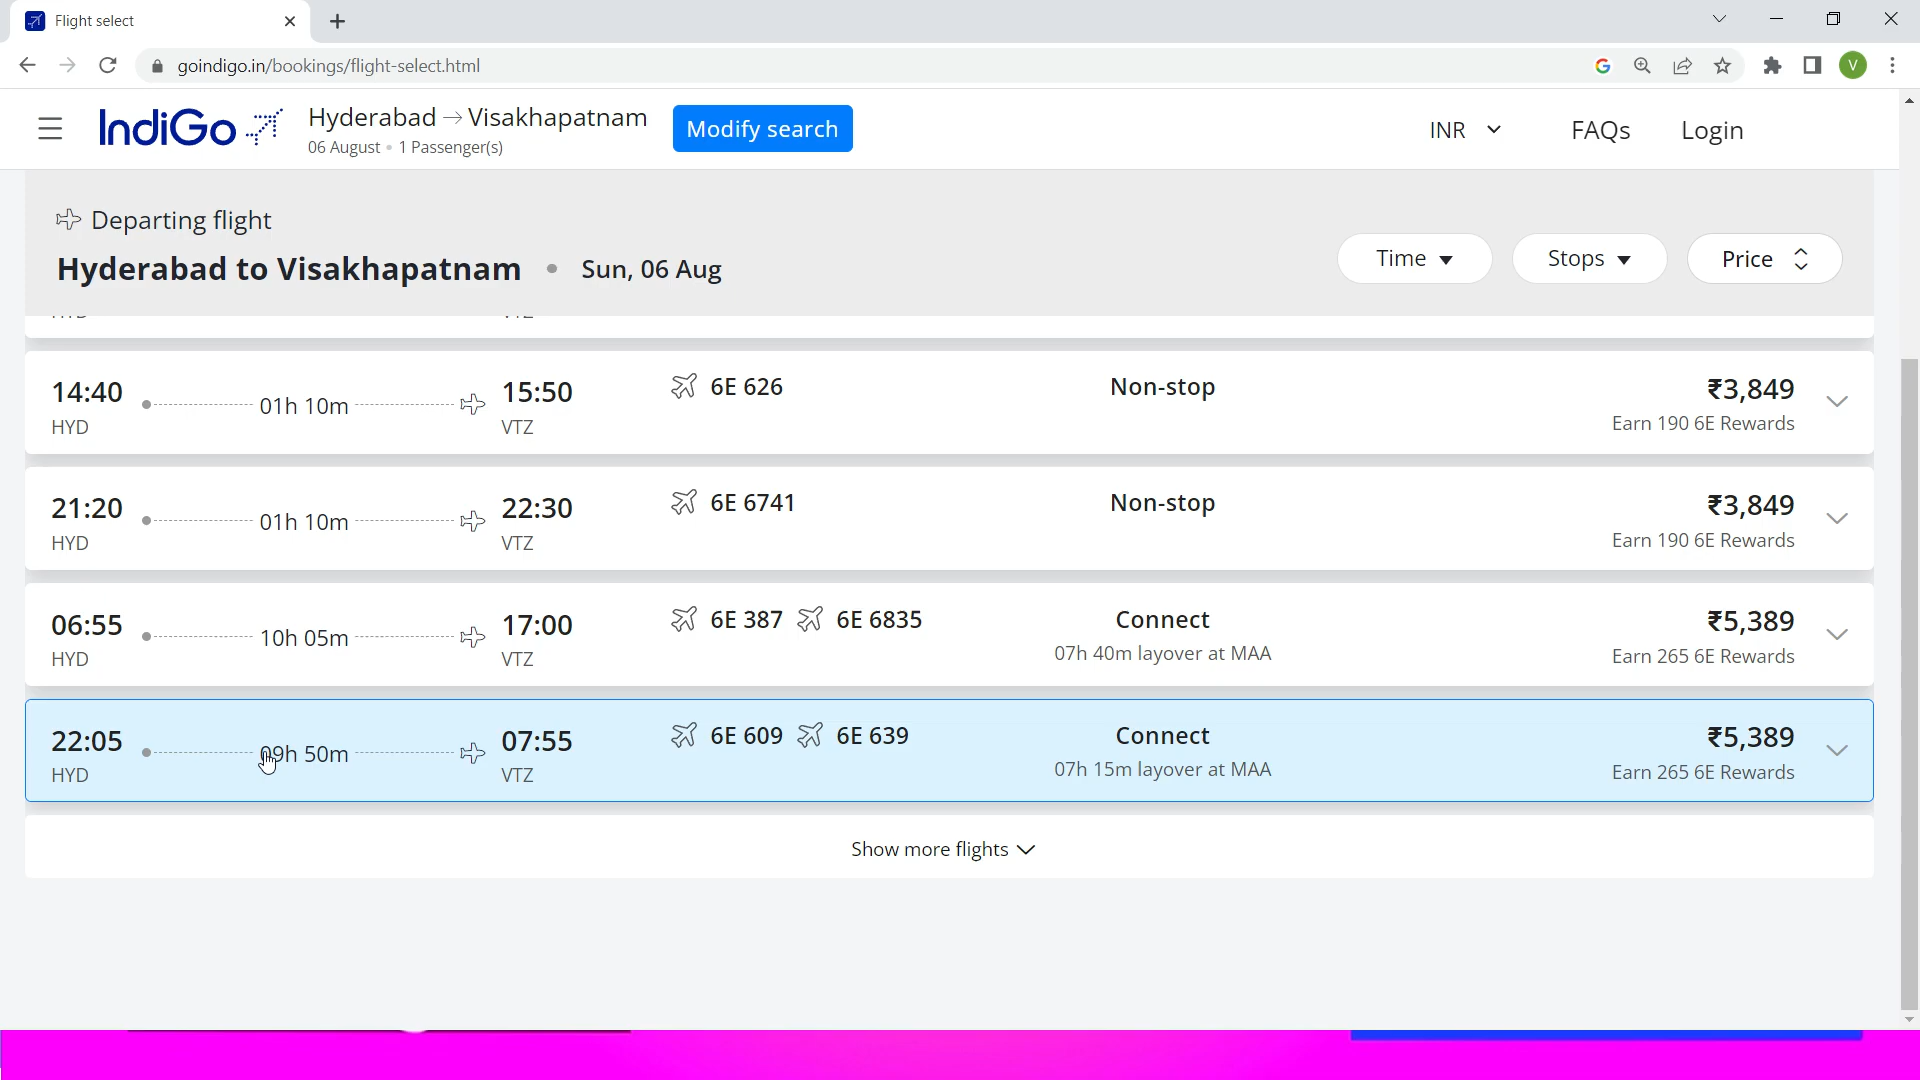 Flight select
goindigo.in/bookings/flight-select.html
V
IndiGo
Hyderabad → Visakhapatnam
06 August • 1 Passenger(s)
Modify search
INR
FAQs
Login
Departing flight
Hyderabad to Visakhapatnam • Sun, 06 Aug
Time
Stops
Price
14:40 01h 10m 15:50 6E 626 Non-stop ₹3,849
HYD VTZ Earn 190 6E Rewards
21:20 01h 10m 22:30 6E 6741 Non-stop ₹3,849
HYD VTZ Earn 190 6E Rewards
06:55 10h 05m 17:00 6E 387 6E 6835 Connect ₹5,389
HYD VTZ 07h 40m layover at MAA Earn 265 6E Rewards
22:05 09h 50m 07:55 6E 609 6E 639 Connect ₹5,389
HYD VTZ 07h 15m layover at MAA Earn 265 6E Rewards
Show more flights